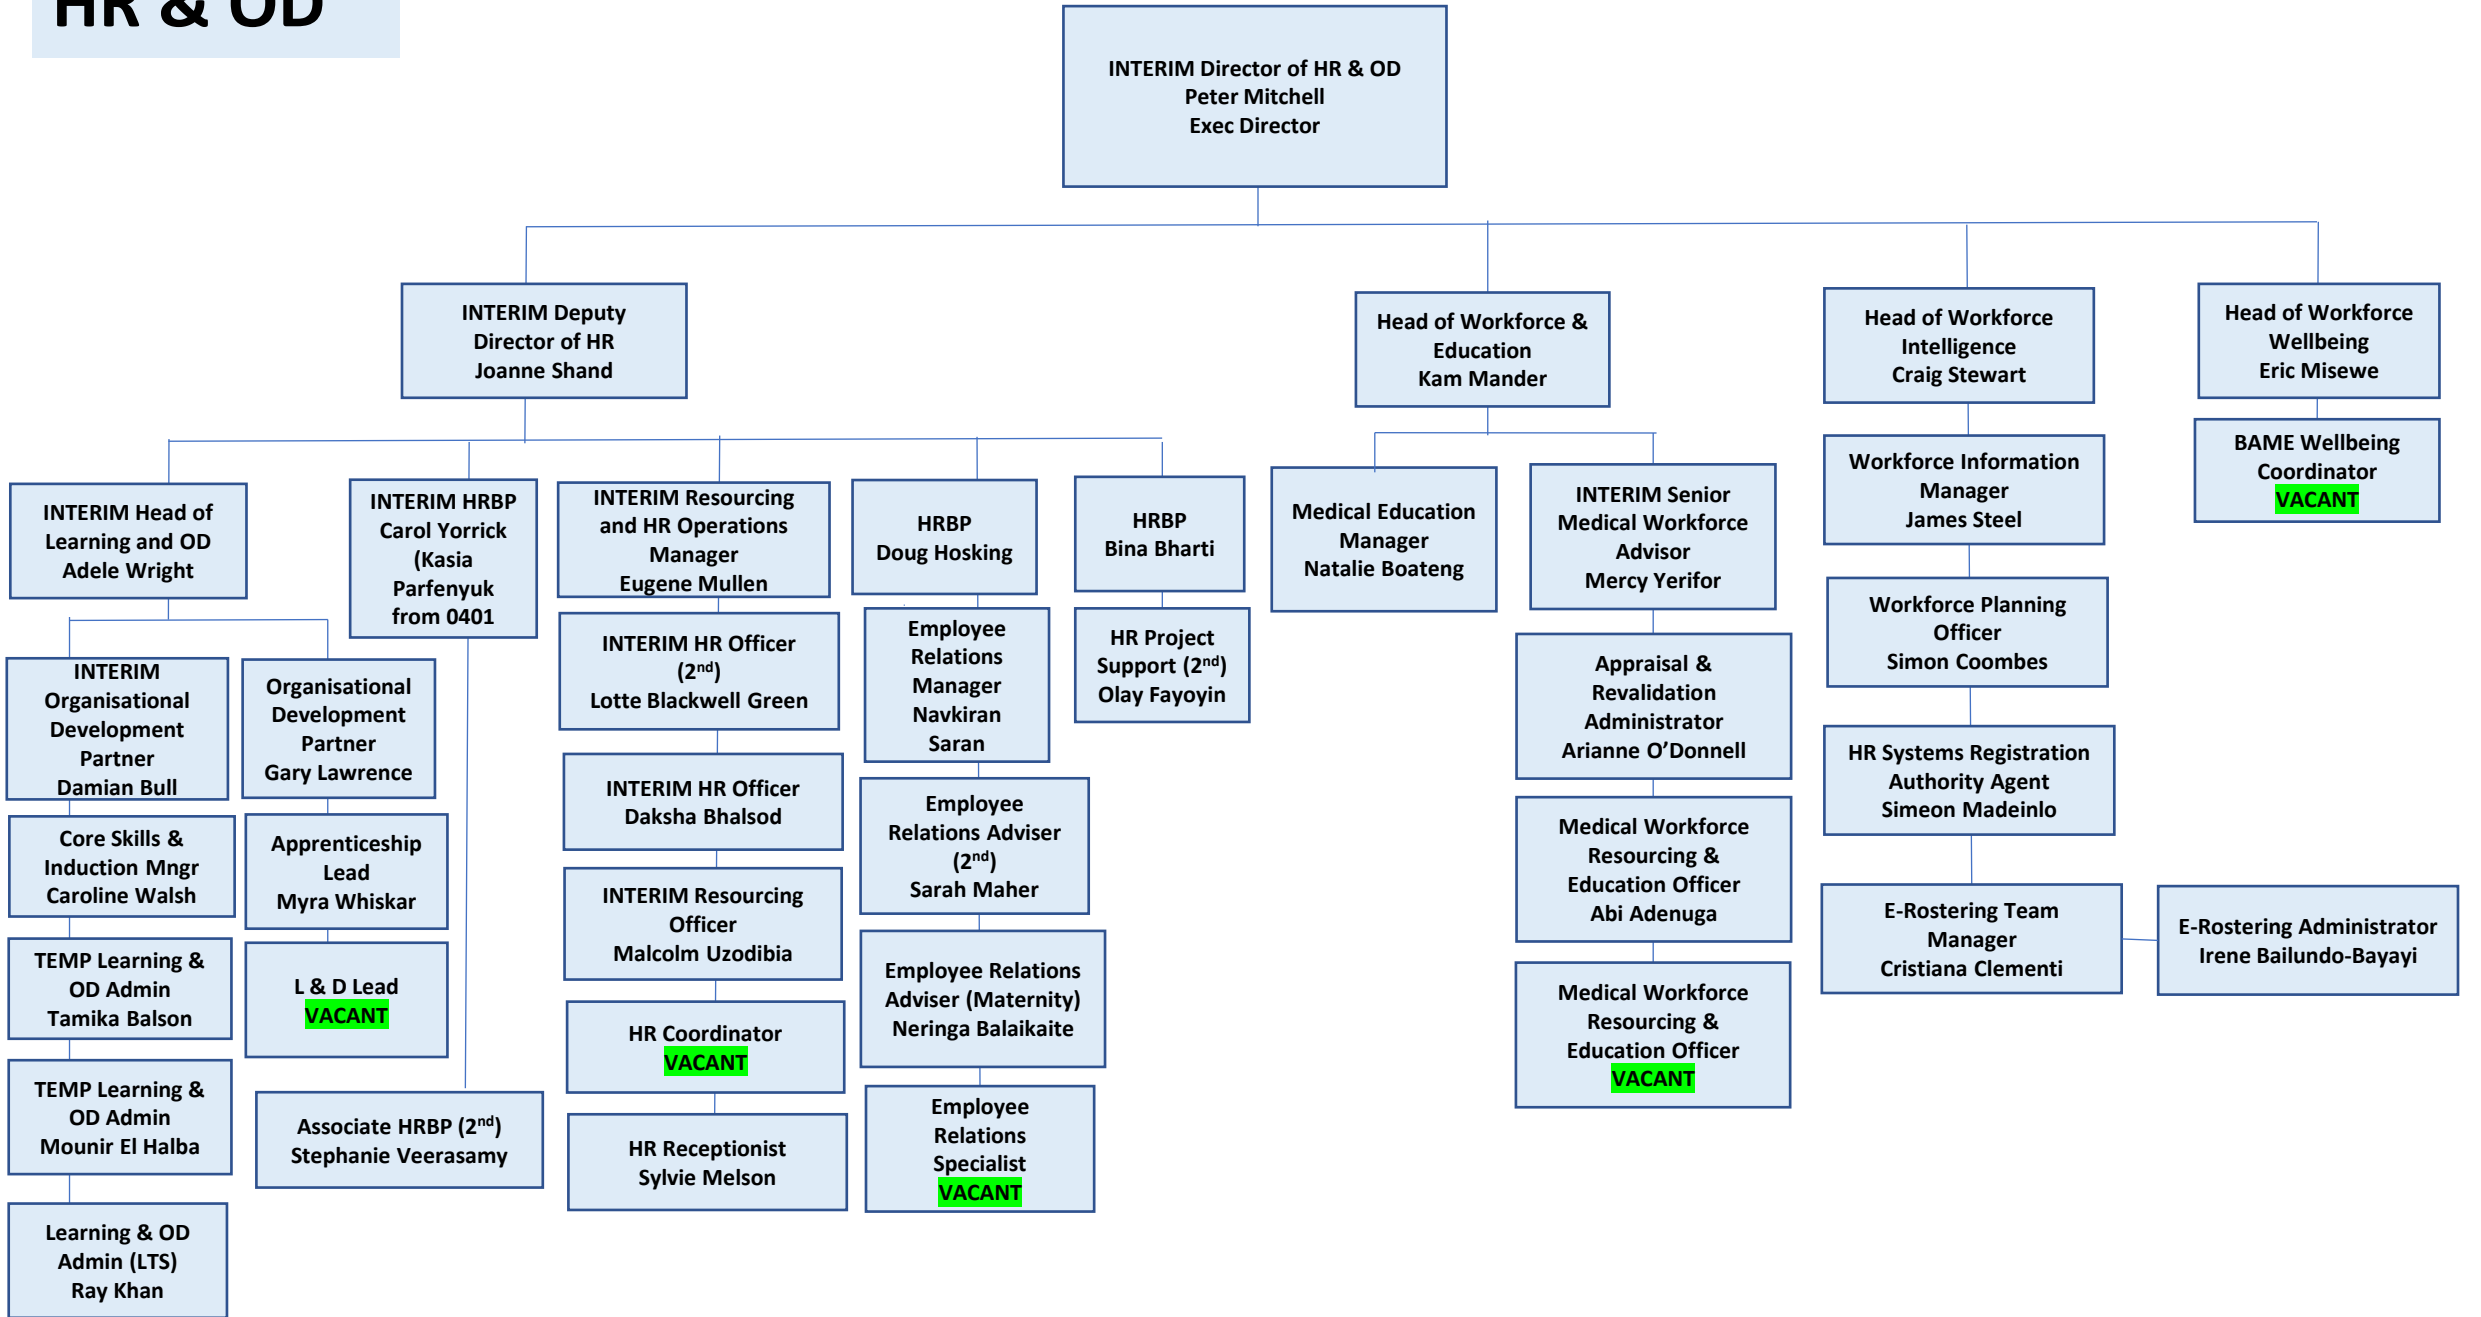 HR & OD
INTERIM Director of HR & OD
Peter Mitchell
Exec Director
INTERIM Deputy
Director of HR
Joanne Shand
Head of Workforce &
Education
Kam Mander
Head of Workforce
Intelligence
Craig Stewart
Head of Workforce
Wellbeing
Eric Misewe
INTERIM Head of
Learning and OD
Adele Wright
INTERIM HRBP
Carol Yorrick
(Kasia
Parfenyuk
from 0401
INTERIM Resourcing
and HR Operations
Manager
Eugene Mullen
HRBP
Doug Hosking
HRBP
Bina Bharti
Medical Education
Manager
Natalie Boateng
INTERIM Senior
Medical Workforce
Advisor
Mercy Yerifor
Workforce Information
Manager
James Steel
BAME Wellbeing
Coordinator
VACANT
INTERIM
Organisational
Development
Partner
Damian Bull
Organisational
Development
Partner
Gary Lawrence
INTERIM HR Officer
(2nd)
Lotte Blackwell Green
Employee
Relations
Manager
Navkiran
Saran
HR Project
Support (2nd)
Olay Fayoyin
Appraisal &
Revalidation
Administrator
Arianne O’Donnell
Workforce Planning
Officer
Simon Coombes
Core Skills &
Induction Mngr
Caroline Walsh
Apprenticeship
Lead
Myra Whiskar
INTERIM HR Officer
Daksha Bhalsod
Employee
Relations Adviser
(2nd)
Sarah Maher
Medical Workforce
Resourcing &
Education Officer
Abi Adenuga
HR Systems Registration
Authority Agent
Simeon Madeinlo
TEMP Learning &
OD Admin
Tamika Balson
L & D Lead
VACANT
INTERIM Resourcing
Officer
Malcolm Uzodibia
Employee Relations
Adviser (Maternity)
Neringa Balaikaite
Medical Workforce
Resourcing &
Education Officer
VACANT
E-Rostering Team
Manager
Cristiana Clementi
E-Rostering Administrator
Irene Bailundo-Bayayi
TEMP Learning &
OD Admin
Mounir El Halba
Associate HRBP (2nd)
Stephanie Veerasamy
HR Coordinator
VACANT
Employee
Relations
Specialist
VACANT
HR Receptionist
Sylvie Melson
Learning & OD
Admin (LTS)
Ray Khan